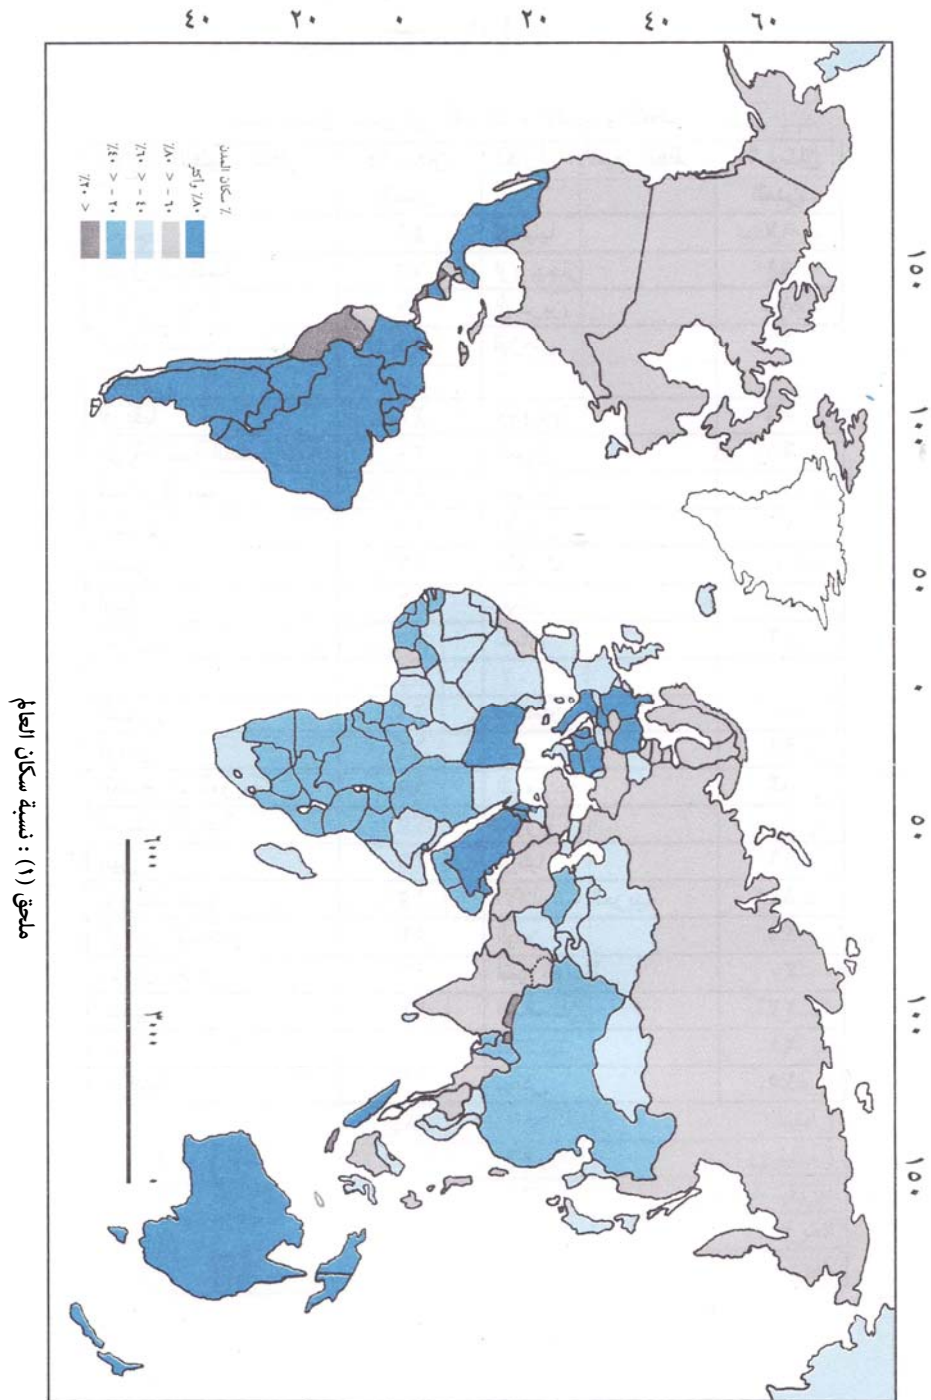 ٤٠ ٢٠ ٠ ٢٠ ٤٠ ٦٠
١٥٠
١٠٠
٥٠
٠
٥٠
١٠٠
١٥٠
٪ سكان المدن
٨٠٪ وأكثر
٦٠ - < ٨٠٪
٤٠ - < ٦٠٪
٢٠ - < ٤٠٪
< ٢٠٪
٦٠٠٠ ٣٠٠٠ ٠
ملحق (١) : نسبة سكان العالم